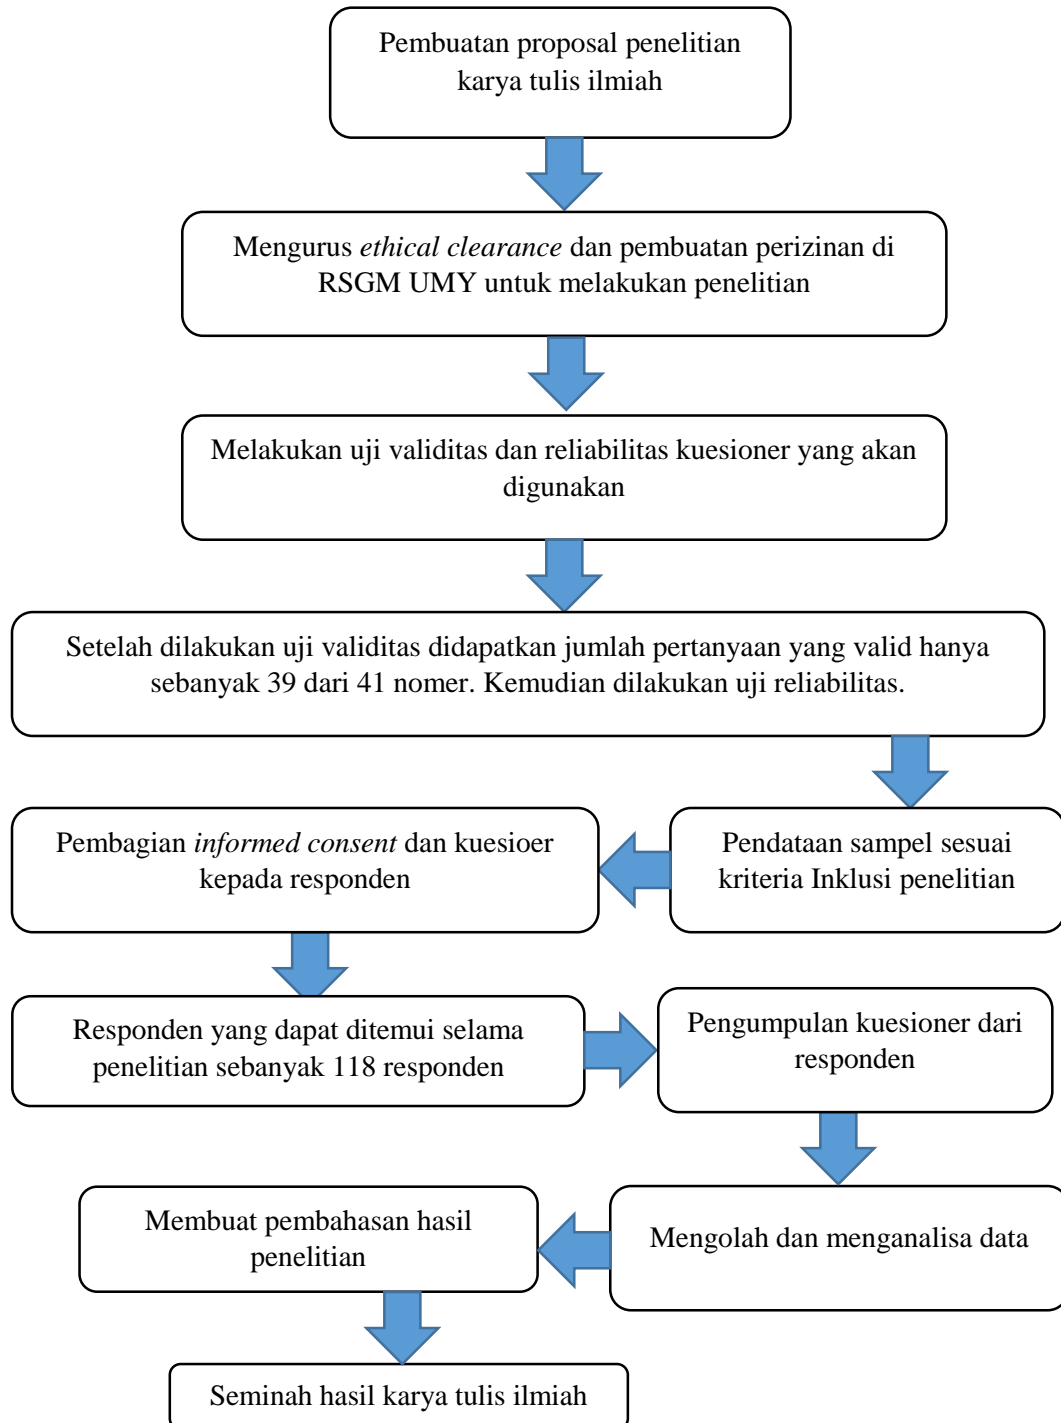 Pembuatan proposal penelitian
karya tulis ilmiah
Mengurus ethical clearance dan pembuatan perizinan di
RSGM UMY untuk melakukan penelitian
Melakukan uji validitas dan reliabilitas kuesioner yang akan
digunakan
Setelah dilakukan uji validitas didapatkan jumlah pertanyaan yang valid hanya
sebanyak 39 dari 41 nomer. Kemudian dilakukan uji reliabilitas.
Pendataan sampel sesuai
kriteria Inklusi penelitian
Pembagian informed consent dan kuesioer
kepada responden
Responden yang dapat ditemui selama
penelitian sebanyak 118 responden
Pengumpulan kuesioner dari
responden
Mengolah dan menganalisa data
Membuat pembahasan hasil
penelitian
Seminah hasil karya tulis ilmiah